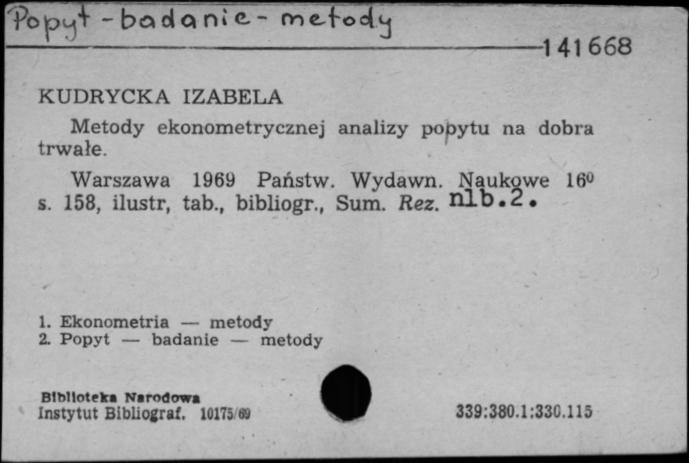 Popyt - badanie - metody
141668
KUDRYCKA IZABELA
Metody ekonometrycznej analizy popytu na dobra
trwałe.
Warszawa 1969 Państw. Wydawn. Naukowe 16⁰
s. 158, ilustr, tab., bibliogr., Sum. Rez. nlb.2.
1. Ekonometria — metody
2. Popyt — badanie — metody
Biblioteka Narodowa
Instytut Bibliograf. 10175/69
339:380.1:330.115